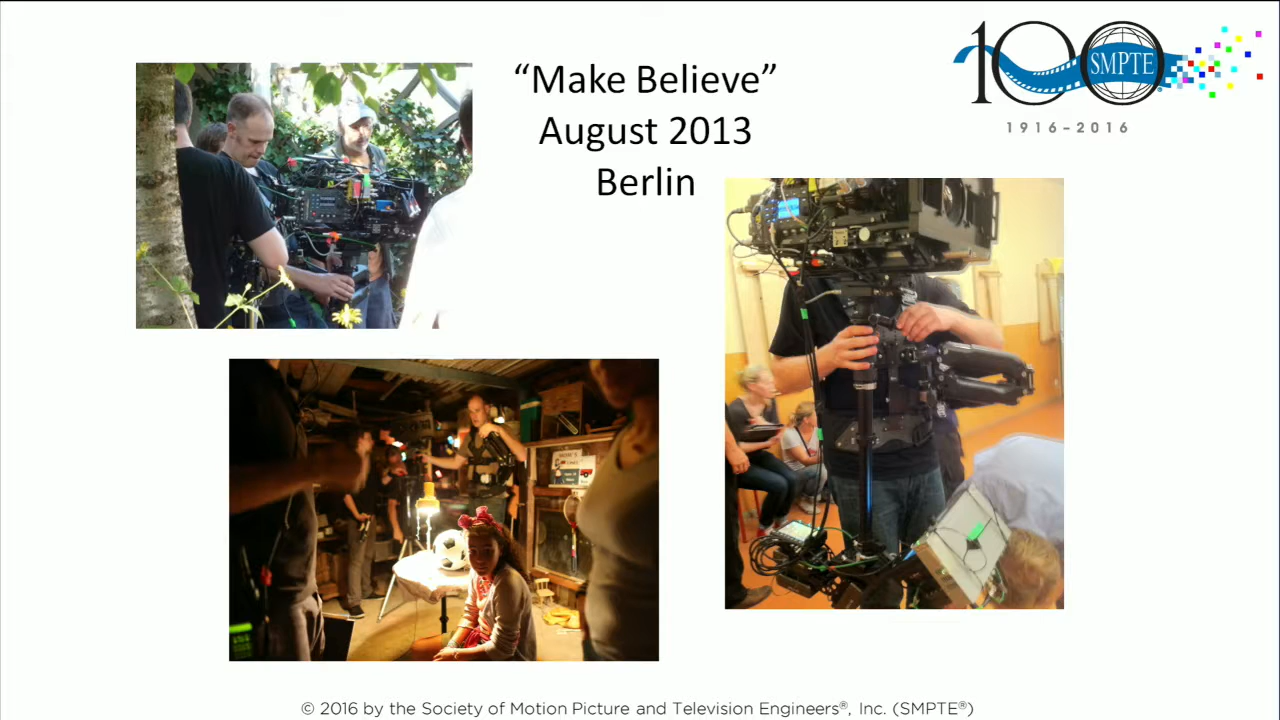 “Make Believe”
August 2013
Berlin
100
SMPTE
1916-2016
© 2016 by the Society of Motion Picture and Television Engineers®, Inc. (SMPTE®)